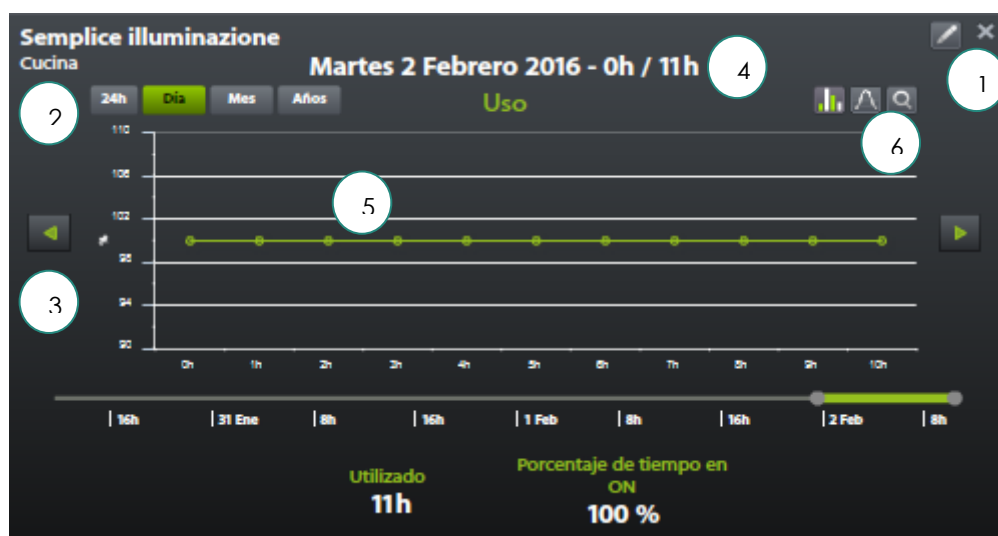 Semplice illuminazione
Cucina
Martes 2 Febrero 2016 - 0h / 11h
4
1
2
24h Día Mes Años
Uso
6
110
106
102
%
98
94
90
5
3
0h 1h 2h 3h 4h 5h 6h 7h 8h 9h 10h
16h 31 Ene 8h 16h 1 Feb 8h 16h 2 Feb 8h
Utilizado
11h
Porcentaje de tiempo en
ON
100 %